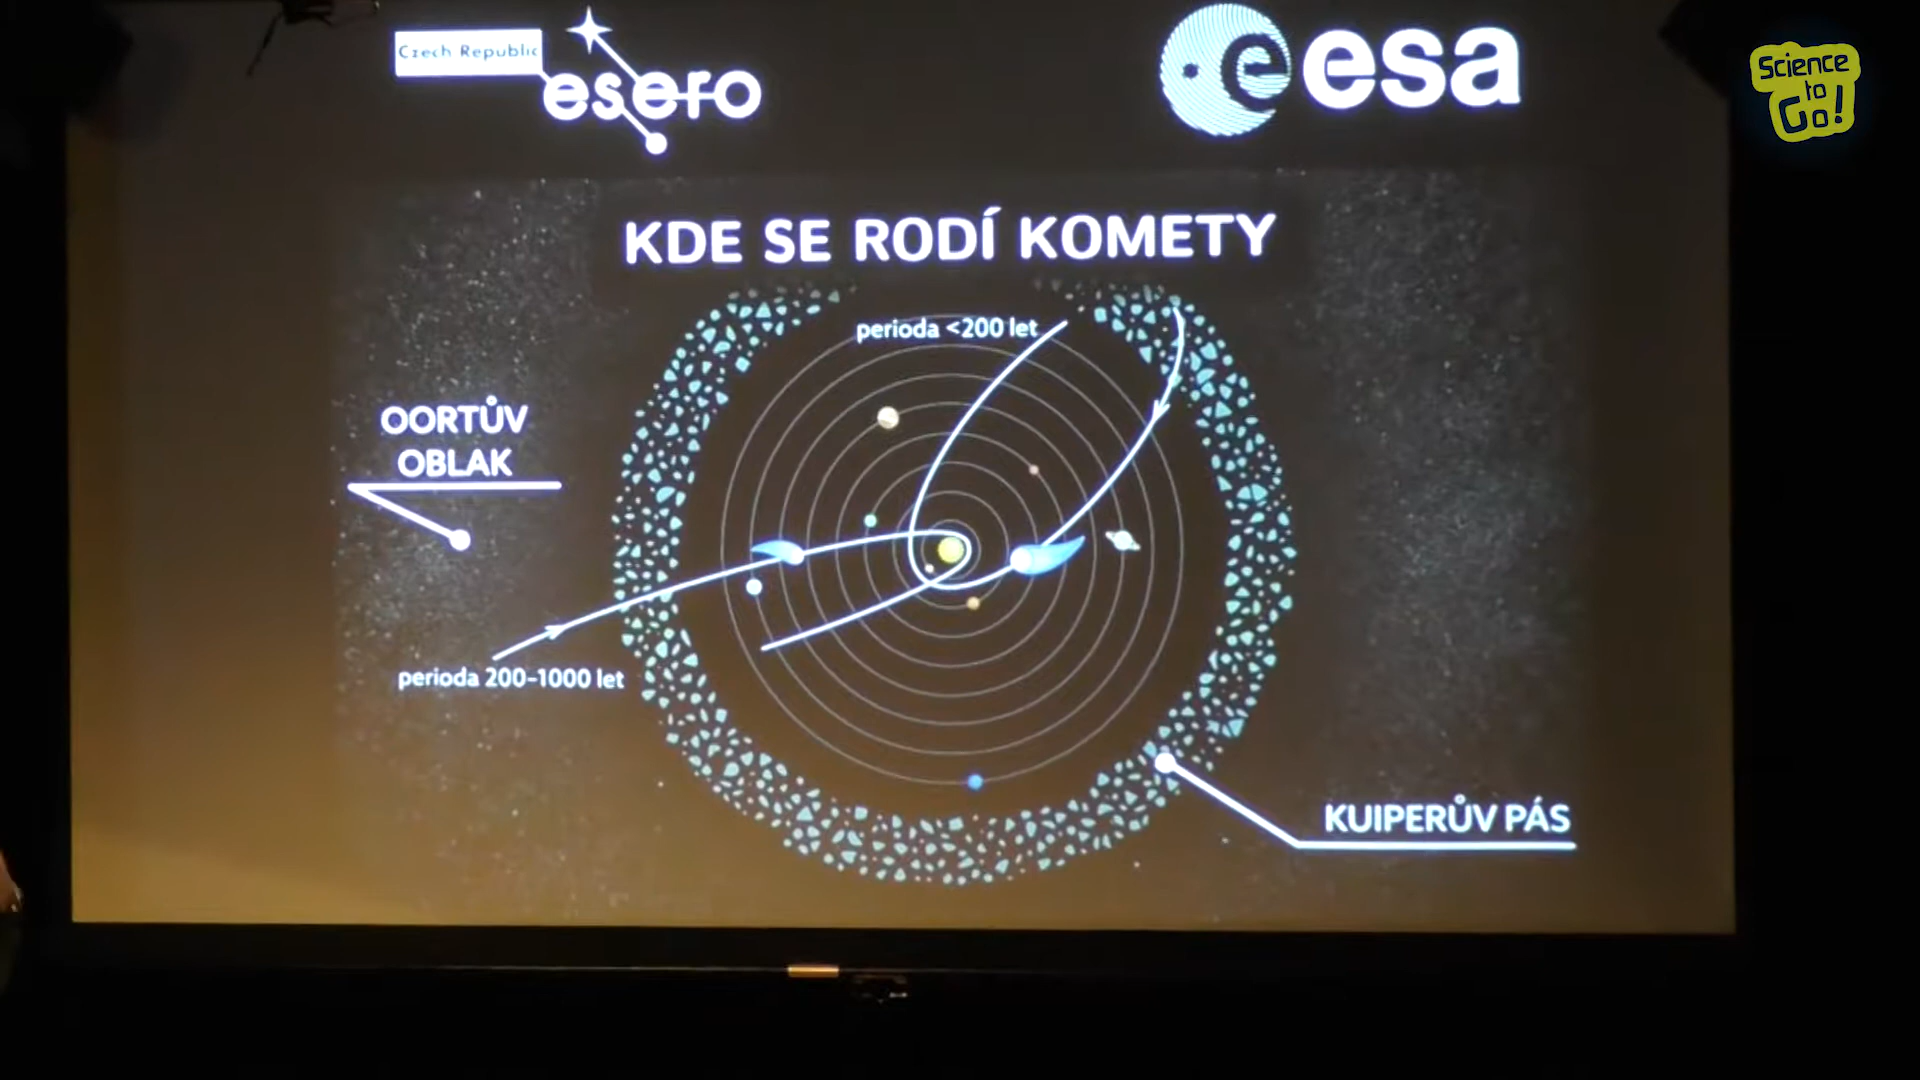 Czech Republic
esero
esa
Science
to
Go!
KDE SE RODÍ KOMETY
perioda <200 let
OORTŮV
OBLAK
perioda 200-1000 let
KUIPERŮV PÁS